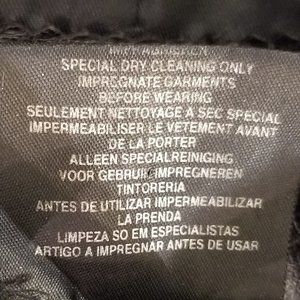 IMPRÄGNIEREN
SPECIAL DRY CLEANING ONLY
IMPREGNATE GARMENTS
BEFORE WEARING
SEULEMENT NETTOYAGE A SEC SPECIAL
IMPERMEABILISER LE VETEMENT AVANT
DE LA PORTER
ALLEEN SPECIALREINIGING
VOOR GEBRUIK IMPREGNEREN
TINTORERIA
ANTES DE UTILIZAR IMPERMEABILIZAR
LA PRENDA
LIMPEZA SO EM ESPECIALISTAS
ARTIGO A IMPREGNAR ANTES DE USAR